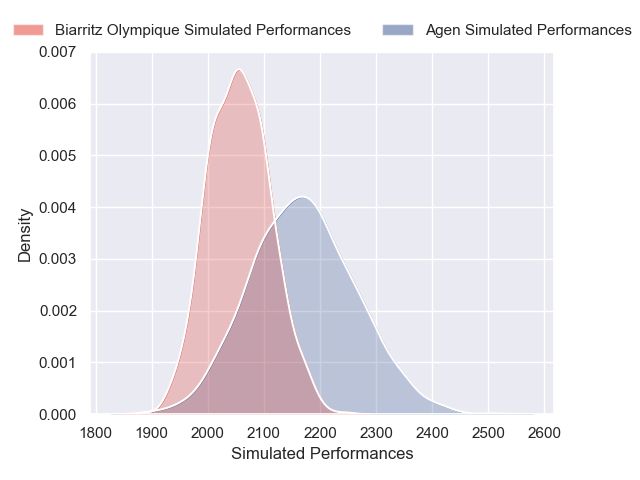 Biarritz Olympique Simulated Performances
Agen Simulated Performances
0.007
0.006
0.005
0.004
0.003
0.002
0.001
0.000
Density
1800 1900 2000 2100 2200 2300 2400 2500 2600
Simulated Performances